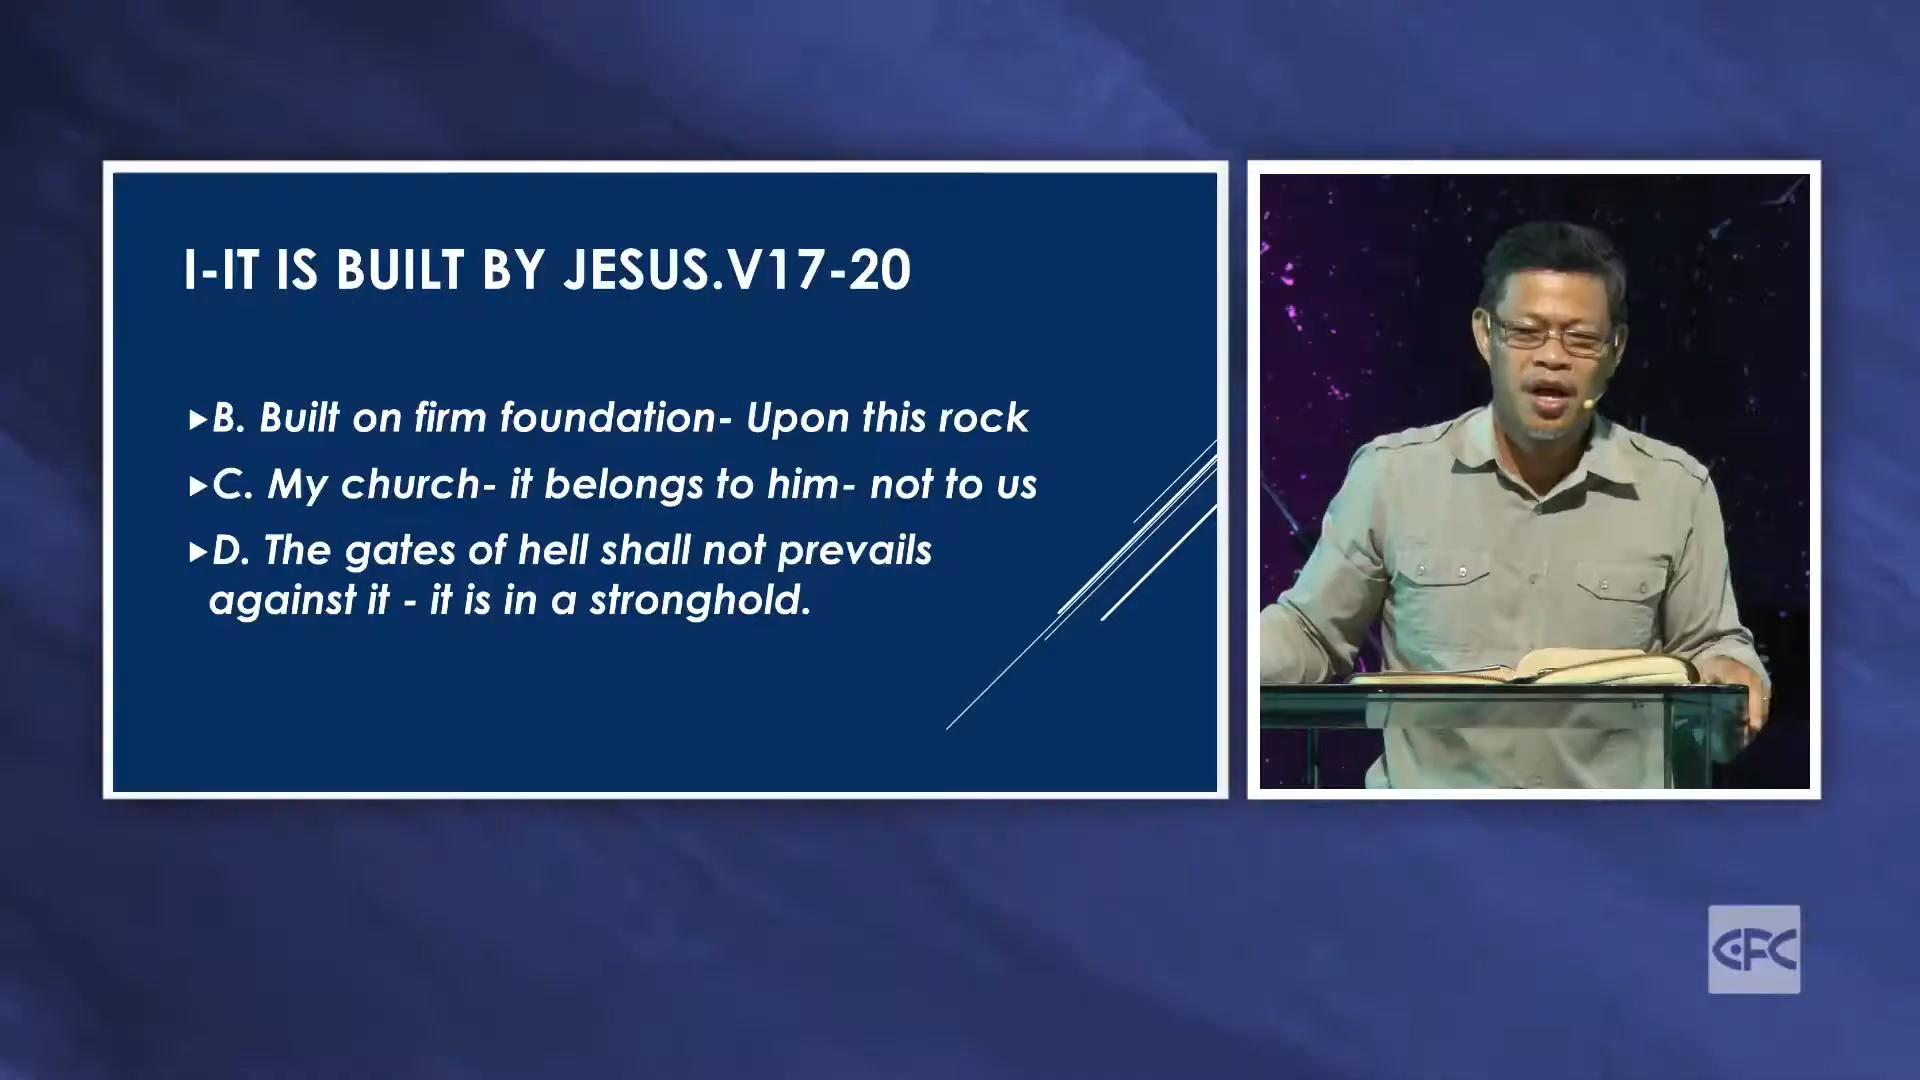 I-IT IS BUILT BY JESUS.V17-20
▸B. Built on firm foundation- Upon this rock
▸C. My church- it belongs to him- not to us
▸D. The gates of hell shall not prevails
against it - it is in a stronghold.
CFC